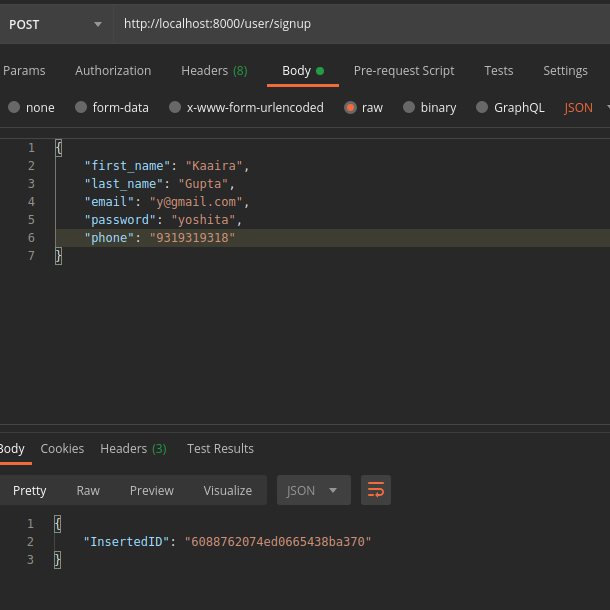 POST http://localhost:8000/user/signup
Params Authorization Headers (8) Body Pre-request Script Tests Settings
none form-data x-www-form-urlencoded raw binary GraphQL JSON
1 {
2 "first_name": "Kaaira",
3 "last_name": "Gupta",
4 "email": "y@gmail.com",
5 "password": "yoshita",
6 "phone": "9319319318"
7 }
Body Cookies Headers (3) Test Results
Pretty Raw Preview Visualize JSON
1 {
2 "InsertedID": "6088762074ed0665438ba370"
3 }